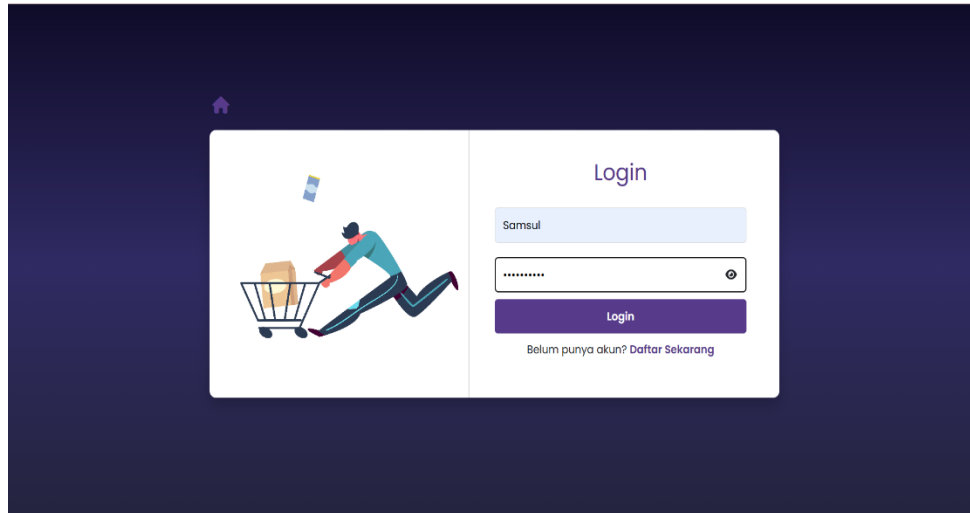 Login
Samsul
••••••••••
Login
Belum punya akun? Daftar Sekarang